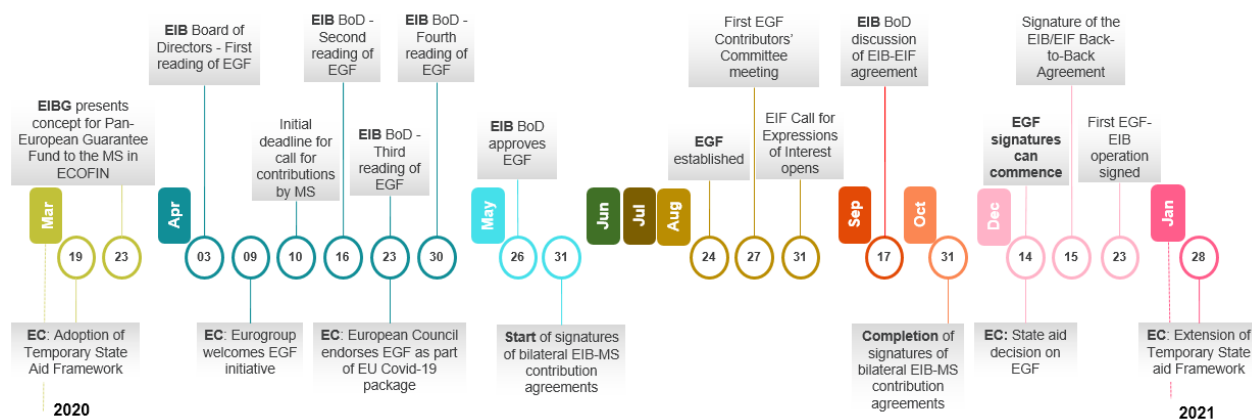 EIBG presents
concept for Pan-
European Guarantee
Fund to the MS in
ECOFIN
EIB Board of
Directors - First
reading of EGF
Initial
deadline for
call for
contributions
by MS
EIB BoD -
Second
reading of
EGF
EIB BoD -
Third
reading of
EGF
EIB BoD -
Fourth
reading of
EGF
EIB BoD
approves
EGF
EGF
established
First EGF
Contributors'
Committee
meeting
EIF Call for
Expressions
of Interest
opens
EIB BoD
discussion
of EIB-EIF
agreement
EGF
signatures
can
commence
Signature of the
EIB/EIF Back-
to-Back
Agreement
First EGF-
EIB
operation
signed
Mar
Apr
May
Jun
Jul
Aug
Sep
Oct
Dec
Jan
19
23
03
09
10
16
23
30
26
31
24
27
31
17
31
14
15
23
28
EC: Adoption of
Temporary State
Aid Framework
EC: Eurogroup
welcomes EGF
initiative
EC: European Council
endorses EGF as part
of EU Covid-19
package
Start of signatures
of bilateral EIB-MS
contribution
agreements
Completion of
signatures of
bilateral EIB-MS
contribution
agreements
EC: State aid
decision on
EGF
EC: Extension of
Temporary State
aid Framework
2020
2021